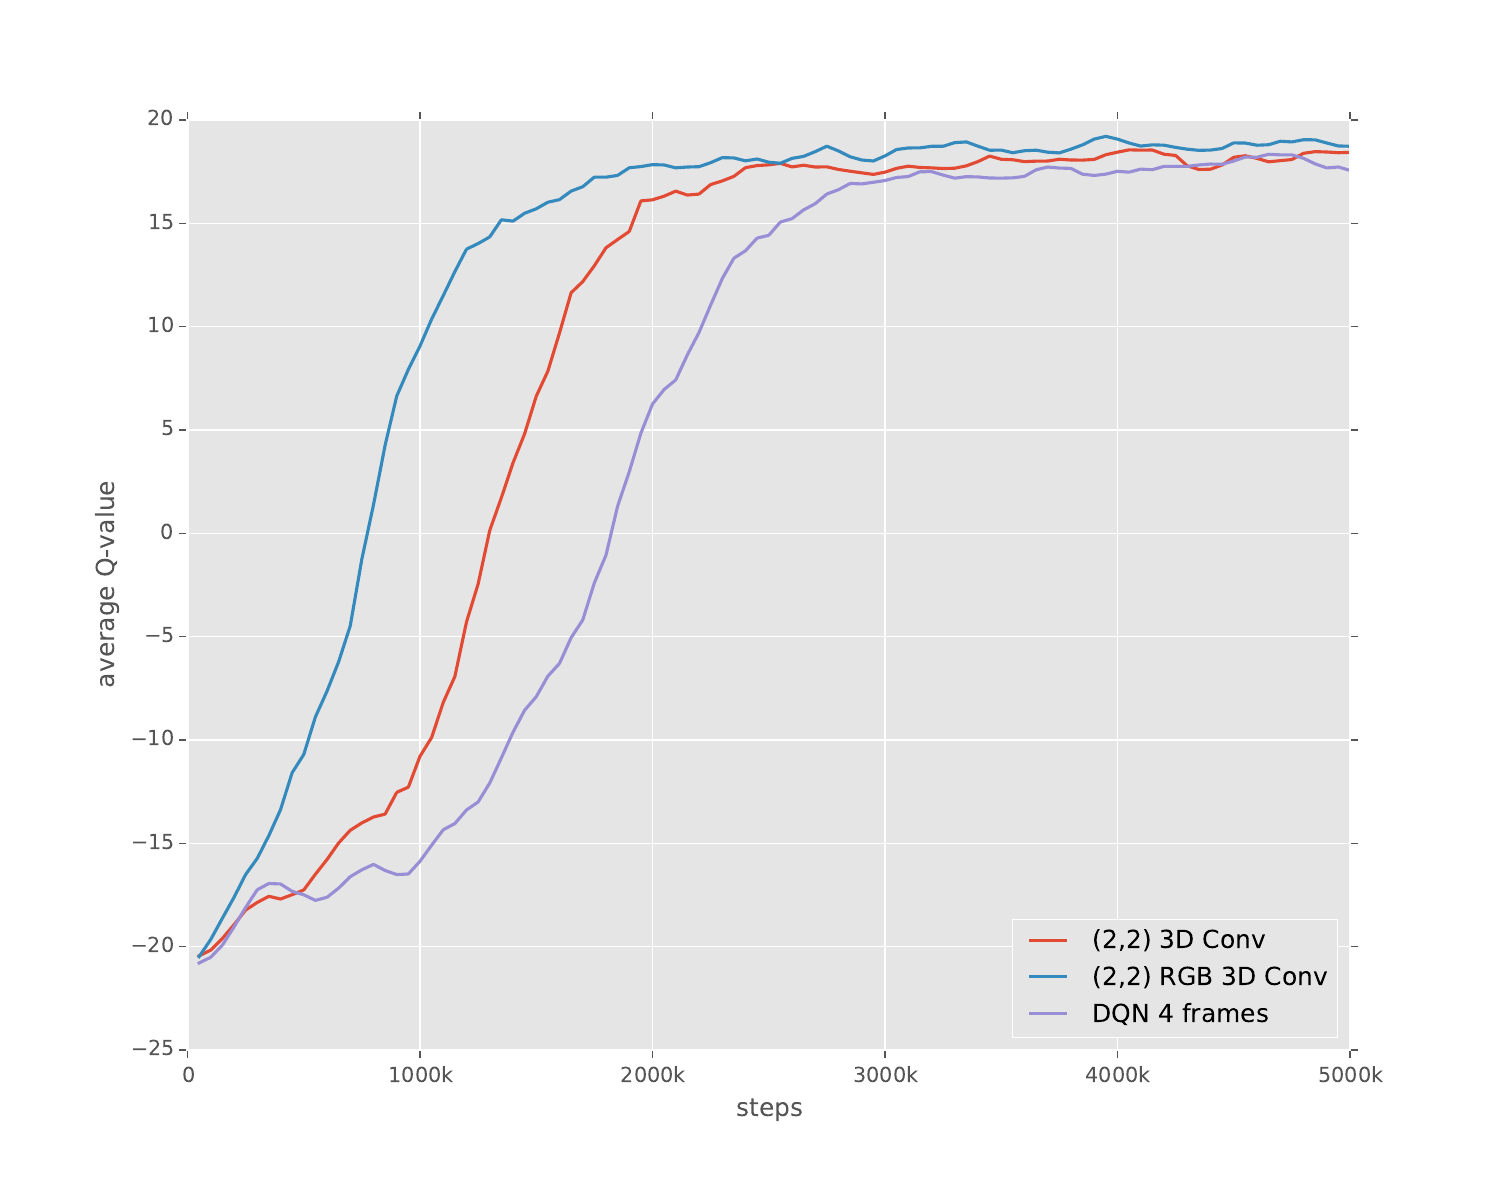 20
15
10
5
0
−5
−10
−15
−20
−25
average Q-value
0 1000k 2000k 3000k 4000k 5000k
steps
(2,2) 3D Conv
(2,2) RGB 3D Conv
DQN 4 frames